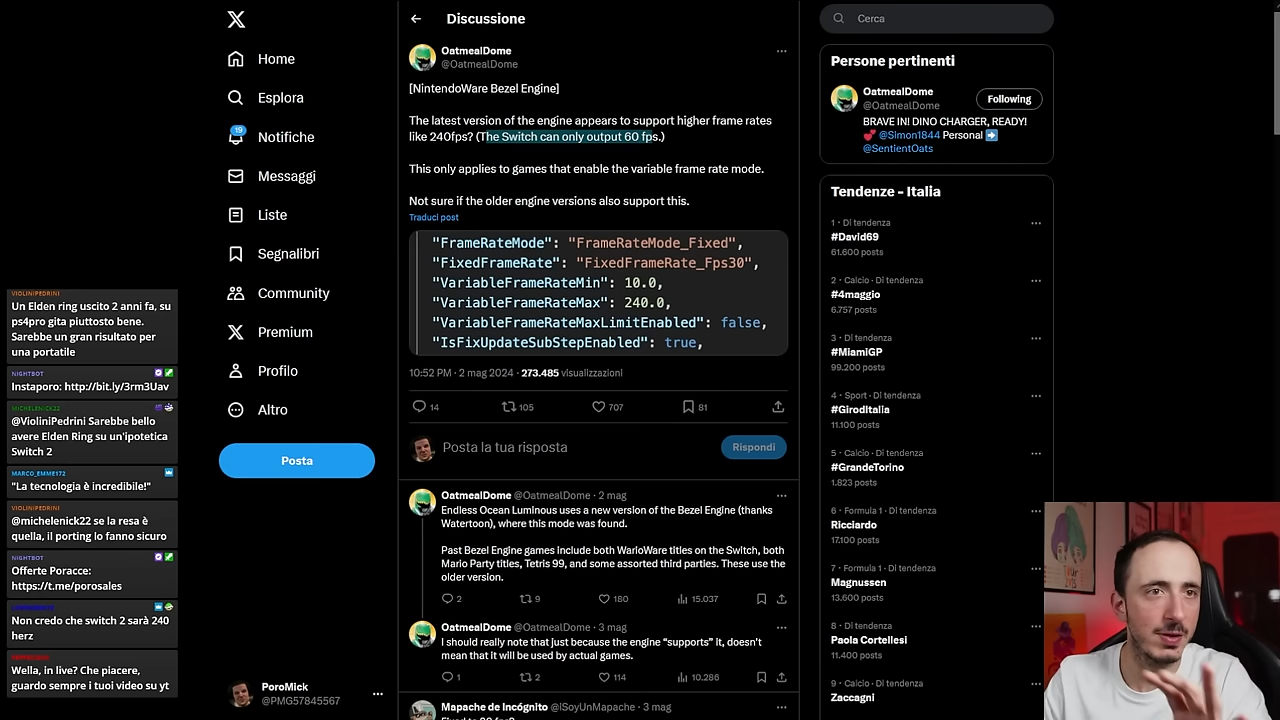 Home
Esplora
19
Notifiche
Messaggi
Liste
Segnalibri
Community
Premium
Profilo
Altro
Posta
PoroMick
@PMG57845567
VIOLINIPEDRINI
Un Elden ring uscito 2 anni fa, su
ps4pro gita piuttosto bene.
Sarebbe un gran risultato per
una portatile
NIGHTBOT
Instaporo: http://bit.ly/3rm3Uav
MICHELENICK22
@VioliniPedrini Sarebbe bello
avere Elden Ring su un'ipotetica
Switch 2
MARCO_EMME172
"La tecnologia è incredibile!"
VIOLINIPEDRINI
@michelenick22 se la resa è
quella, il porting lo fanno sicuro
NIGHTBOT
Offerte Poracce:
https://t.me/porosales
Non credo che switch 2 sarà 240
herz
Wella, in live? Che piacere,
guardo sempre i tuoi video su yt
Discussione
OatmealDome
@OatmealDome
[NintendoWare Bezel Engine]
The latest version of the engine appears to support higher frame rates
like 240fps? (The Switch can only output 60 fps.)
This only applies to games that enable the variable frame rate mode.
Not sure if the older engine versions also support this.
Traduci post
"FrameRateMode": "FrameRateMode_Fixed",
"FixedFrameRate": "FixedFrameRate_Fps30",
"VariableFrameRateMin": 10.0,
"VariableFrameRateMax": 240.0,
"VariableFrameRateMaxLimitEnabled": false,
"IsFixUpdateSubStepEnabled": true,
10:52 PM · 2 mag 2024 · 273.485 visualizzazioni
14 105 707 81
Posta la tua risposta
Rispondi
OatmealDome @OatmealDome · 2 mag
Endless Ocean Luminous uses a new version of the Bezel Engine (thanks
Watertoon), where this mode was found.
Past Bezel Engine games include both WarioWare titles on the Switch, both
Mario Party titles, Tetris 99, and some assorted third parties. These use the
older version.
2 9 180 15.037
OatmealDome @OatmealDome · 3 mag
I should really note that just because the engine “supports” it, doesn’t
mean that it will be used by actual games.
1 2 114 10.286
Mapache de Incógnito @ISoyUnMapache · 3 mag
Cerca
Persone pertinenti
OatmealDome
@OatmealDome
Following
BRAVE IN! DINO CHARGER, READY!
@Simon1844 Personal
@SentientOats
Tendenze - Italia
1 · Di tendenza
#David69
61.600 posts
2 · Calcio · Di tendenza
#4maggio
6.757 posts
3 · Di tendenza
#MiamiGP
99.200 posts
4 · Sport · Di tendenza
#GirodItalia
11.100 posts
5 · Calcio · Di tendenza
#GrandeTorino
1.823 posts
6 · Formula 1 · Di tendenza
Ricciardo
17.100 posts
7 · Formula 1 · Di tendenza
Magnussen
13.600 posts
8 · Di tendenza
Paola Cortellesi
11.400 posts
9 · Calcio · Di tendenza
Zaccagni